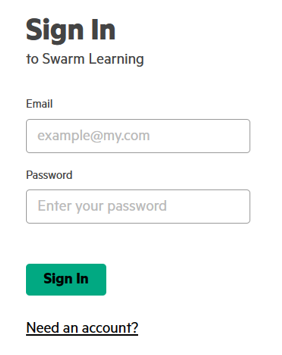 Sign In
to Swarm Learning
Email
example@my.com
Password
Enter your password
Sign In
Need an account?